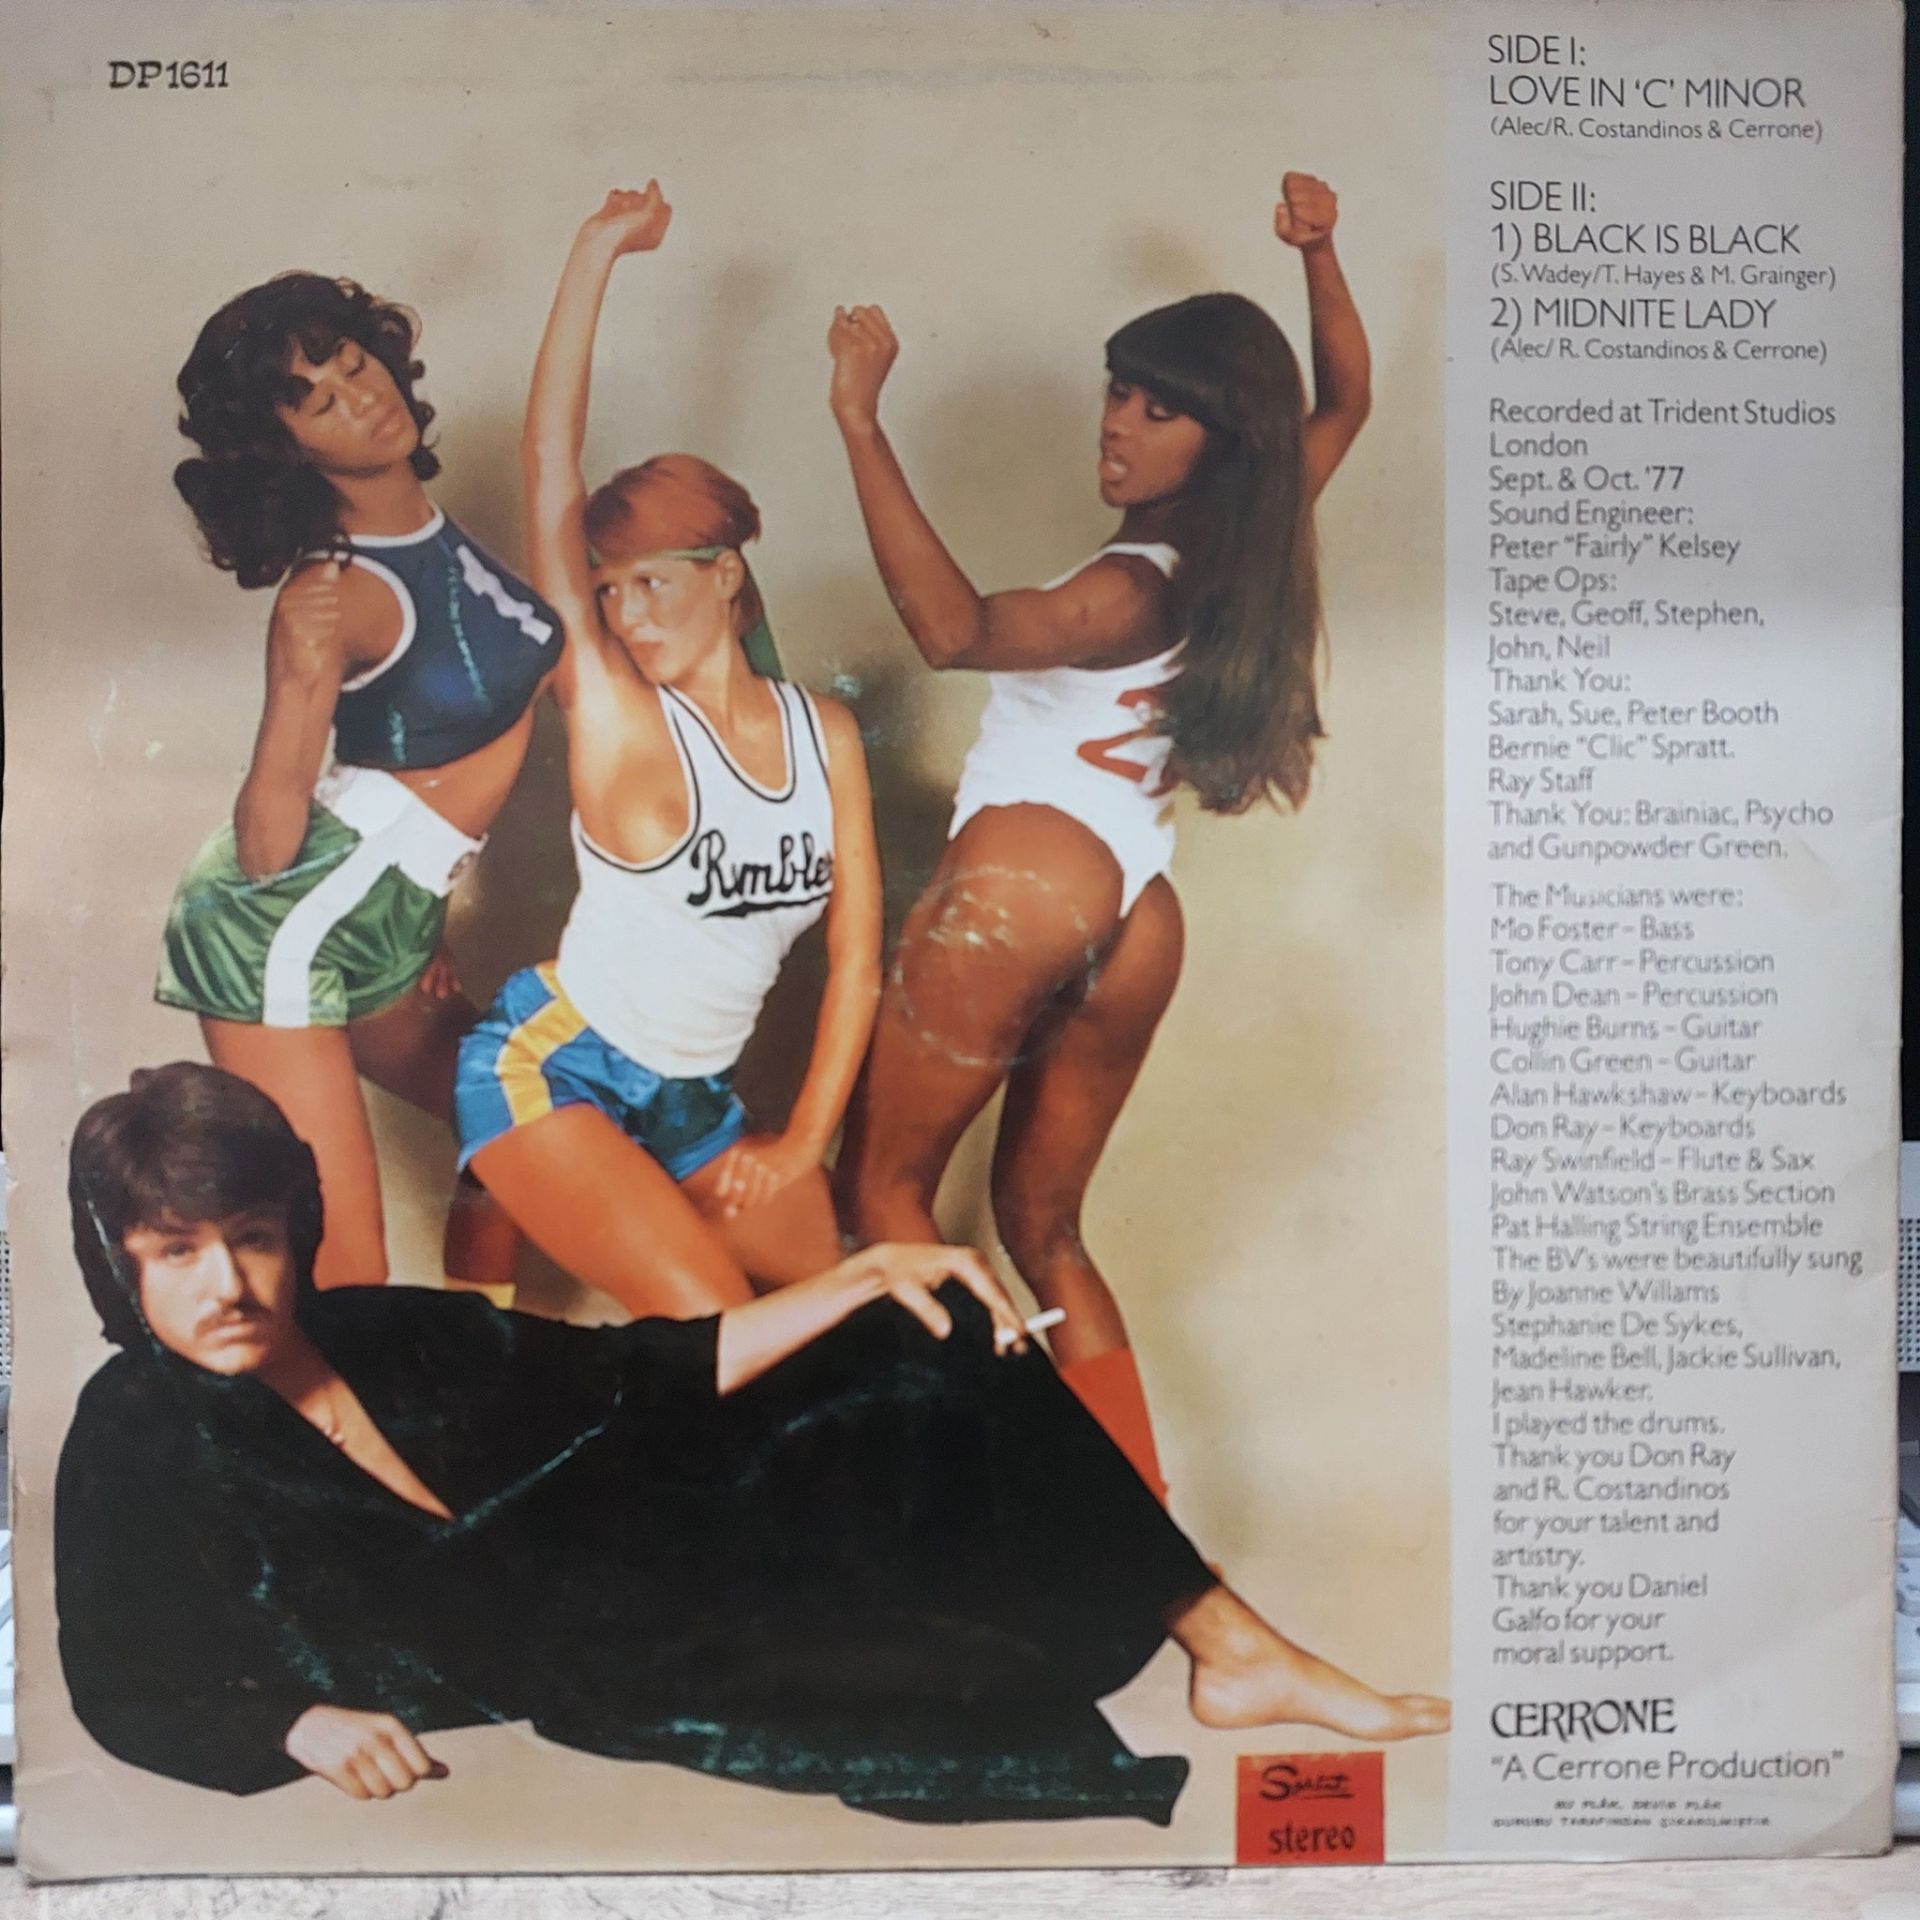 DP1611
SIDE I:
LOVE IN 'C' MINOR
(Alec/R. Costandinos & Cerrone)
SIDE II:
1) BLACK IS BLACK
(S. Wadey/T. Hayes & M. Grainger)
2) MIDNITE LADY
(Alec/ R. Costandinos & Cerrone)
Recorded at Trident Studios
London
Sept. & Oct. '77
Sound Engineer:
Peter "Fairly" Kelsey
Tape Ops:
Steve, Geoff, Stephen,
John, Neil
Thank You:
Sarah, Sue, Peter Booth
Bernie "Clic" Spratt.
Ray Staff
Thank You: Brainiac, Psycho
and Gunpowder Green.
The Musicians were:
Mo Foster - Bass
Tony Carr - Percussion
John Dean - Percussion
Hughie Burns - Guitar
Collin Green - Guitar
Alan Hawkshaw - Keyboards
Don Ray - Keyboards
Ray Swinfield - Flute & Sax
John Watson's Brass Section
Pat Halling String Ensemble
The BV's were beautifully sung
By Joanne Willams
Stephanie De Sykes,
Madeline Bell, Jackie Sullivan,
Jean Hawker.
I played the drums.
Thank you Don Ray
and R. Costandinos
for your talent and
artistry.
Thank you Daniel
Galfo for your
moral support.
CERRONE
"A Cerrone Production"
Rumbler
stereo